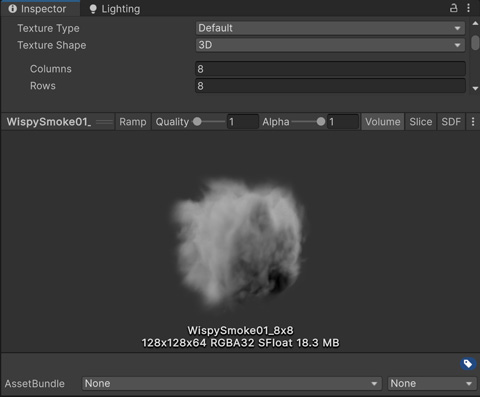 Inspector Lighting
Texture Type Default
Texture Shape 3D
Columns 8
Rows 8
WispySmoke01_ Ramp Quality 1 Alpha 1 Volume Slice SDF
WispySmoke01_8x8
128x128x64 RGBA32 SFloat 18.3 MB
AssetBundle None None